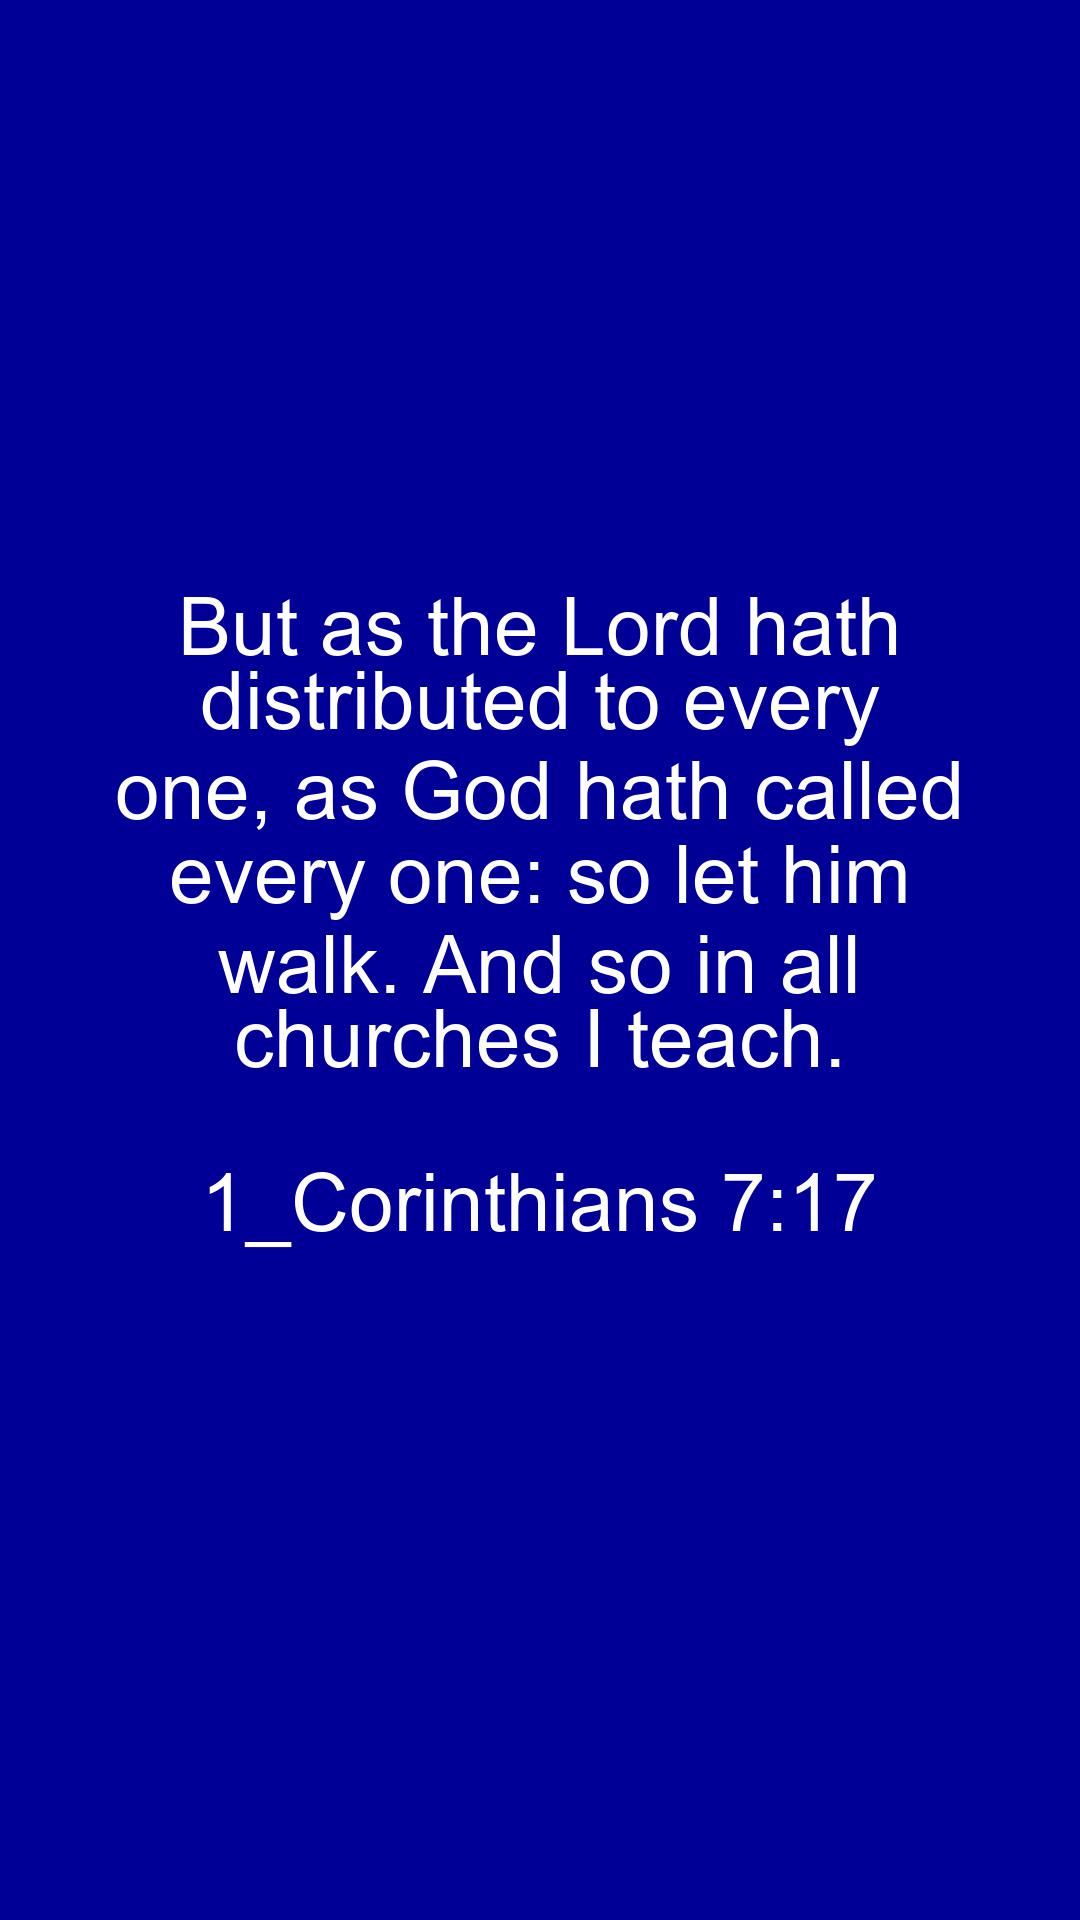 But as the Lord hath
distributed to every
one, as God hath called
every one: so let him
walk. And so in all
churches I teach.
1_Corinthians 7:17